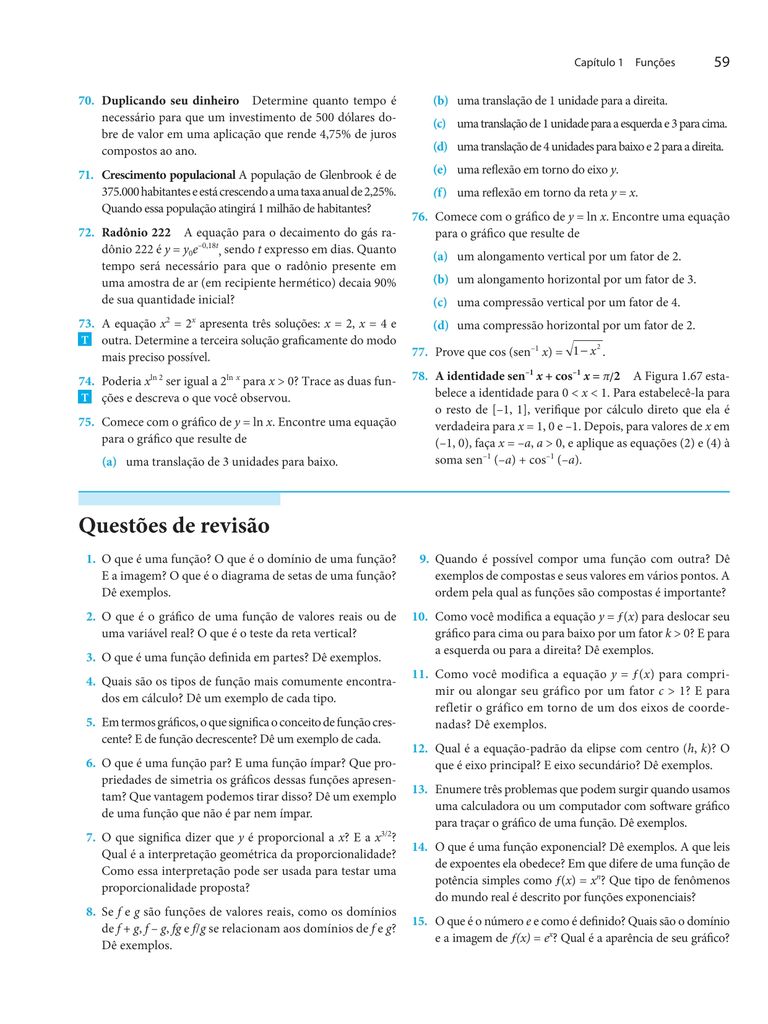 Capítulo 1 Funções 59
70. Duplicando seu dinheiro Determine quanto tempo é
necessário para que um investimento de 500 dólares do-
bre de valor em uma aplicação que rende 4,75% de juros
compostos ao ano.
71. Crescimento populacional A população de Glenbrook é de
375.000 habitantes e está crescendo a uma taxa anual de 2,25%.
Quando essa população atingirá 1 milhão de habitantes?
72. Radônio 222 A equação para o decaimento do gás ra-
dônio 222 é y = y₀e^–0,18t, sendo t expresso em dias. Quanto
tempo será necessário para que o radônio presente em
uma amostra de ar (em recipiente hermético) decaia 90%
de sua quantidade inicial?
73. A equação x² = 2ˣ apresenta três soluções: x = 2, x = 4 e
T outra. Determine a terceira solução graficamente do modo
mais preciso possível.
74. Poderia x^ln 2 ser igual a 2^ln x para x > 0? Trace as duas fun-
T ções e descreva o que você observou.
75. Comece com o gráfico de y = ln x. Encontre uma equação
para o gráfico que resulte de
(a) uma translação de 3 unidades para baixo.
(b) uma translação de 1 unidade para a direita.
(c) uma translação de 1 unidade para a esquerda e 3 para cima.
(d) uma translação de 4 unidades para baixo e 2 para a direita.
(e) uma reflexão em torno do eixo y.
(f) uma reflexão em torno da reta y = x.
76. Comece com o gráfico de y = ln x. Encontre uma equação
para o gráfico que resulte de
(a) um alongamento vertical por um fator de 2.
(b) um alongamento horizontal por um fator de 3.
(c) uma compressão vertical por um fator de 4.
(d) uma compressão horizontal por um fator de 2.
77. Prove que cos (sen⁻¹ x) = √(1 – x²).
78. A identidade sen⁻¹ x + cos⁻¹ x = π/2 A Figura 1.67 esta-
belece a identidade para 0 < x < 1. Para estabelecê-la para
o resto de [–1, 1], verifique por cálculo direto que ela é
verdadeira para x = 1, 0 e –1. Depois, para valores de x em
(–1, 0), faça x = –a, a > 0, e aplique as equações (2) e (4) à
soma sen⁻¹ (–a) + cos⁻¹ (–a).
Questões de revisão
1. O que é uma função? O que é o domínio de uma função?
E a imagem? O que é o diagrama de setas de uma função?
Dê exemplos.
2. O que é o gráfico de uma função de valores reais ou de
uma variável real? O que é o teste da reta vertical?
3. O que é uma função definida em partes? Dê exemplos.
4. Quais são os tipos de função mais comumente encontra-
dos em cálculo? Dê um exemplo de cada tipo.
5. Em termos gráficos, o que significa o conceito de função cres-
cente? E de função decrescente? Dê um exemplo de cada.
6. O que é uma função par? E uma função ímpar? Que pro-
priedades de simetria os gráficos dessas funções apresen-
tam? Que vantagem podemos tirar disso? Dê um exemplo
de uma função que não é par nem ímpar.
7. O que significa dizer que y é proporcional a x? E a x^3/2?
Qual é a interpretação geométrica da proporcionalidade?
Como essa interpretação pode ser usada para testar uma
proporcionalidade proposta?
8. Se f e g são funções de valores reais, como os domínios
de f + g, f – g, fg e f/g se relacionam aos domínios de f e g?
Dê exemplos.
9. Quando é possível compor uma função com outra? Dê
exemplos de compostas e seus valores em vários pontos. A
ordem pela qual as funções são compostas é importante?
10. Como você modifica a equação y = f (x) para deslocar seu
gráfico para cima ou para baixo por um fator k > 0? E para
a esquerda ou para a direita? Dê exemplos.
11. Como você modifica a equação y = f (x) para compri-
mir ou alongar seu gráfico por um fator c > 1? E para
refletir o gráfico em torno de um dos eixos de coorde-
nadas? Dê exemplos.
12. Qual é a equação-padrão da elipse com centro (h, k)? O
que é eixo principal? E eixo secundário? Dê exemplos.
13. Enumere três problemas que podem surgir quando usamos
uma calculadora ou um computador com software gráfico
para traçar o gráfico de uma função. Dê exemplos.
14. O que é uma função exponencial? Dê exemplos. A que leis
de expoentes ela obedece? Em que difere de uma função de
potência simples como f (x) = xⁿ? Que tipo de fenômenos
do mundo real é descrito por funções exponenciais?
15. O que é o número e e como é definido? Quais são o domínio
e a imagem de f(x) = eˣ? Qual é a aparência de seu gráfico?